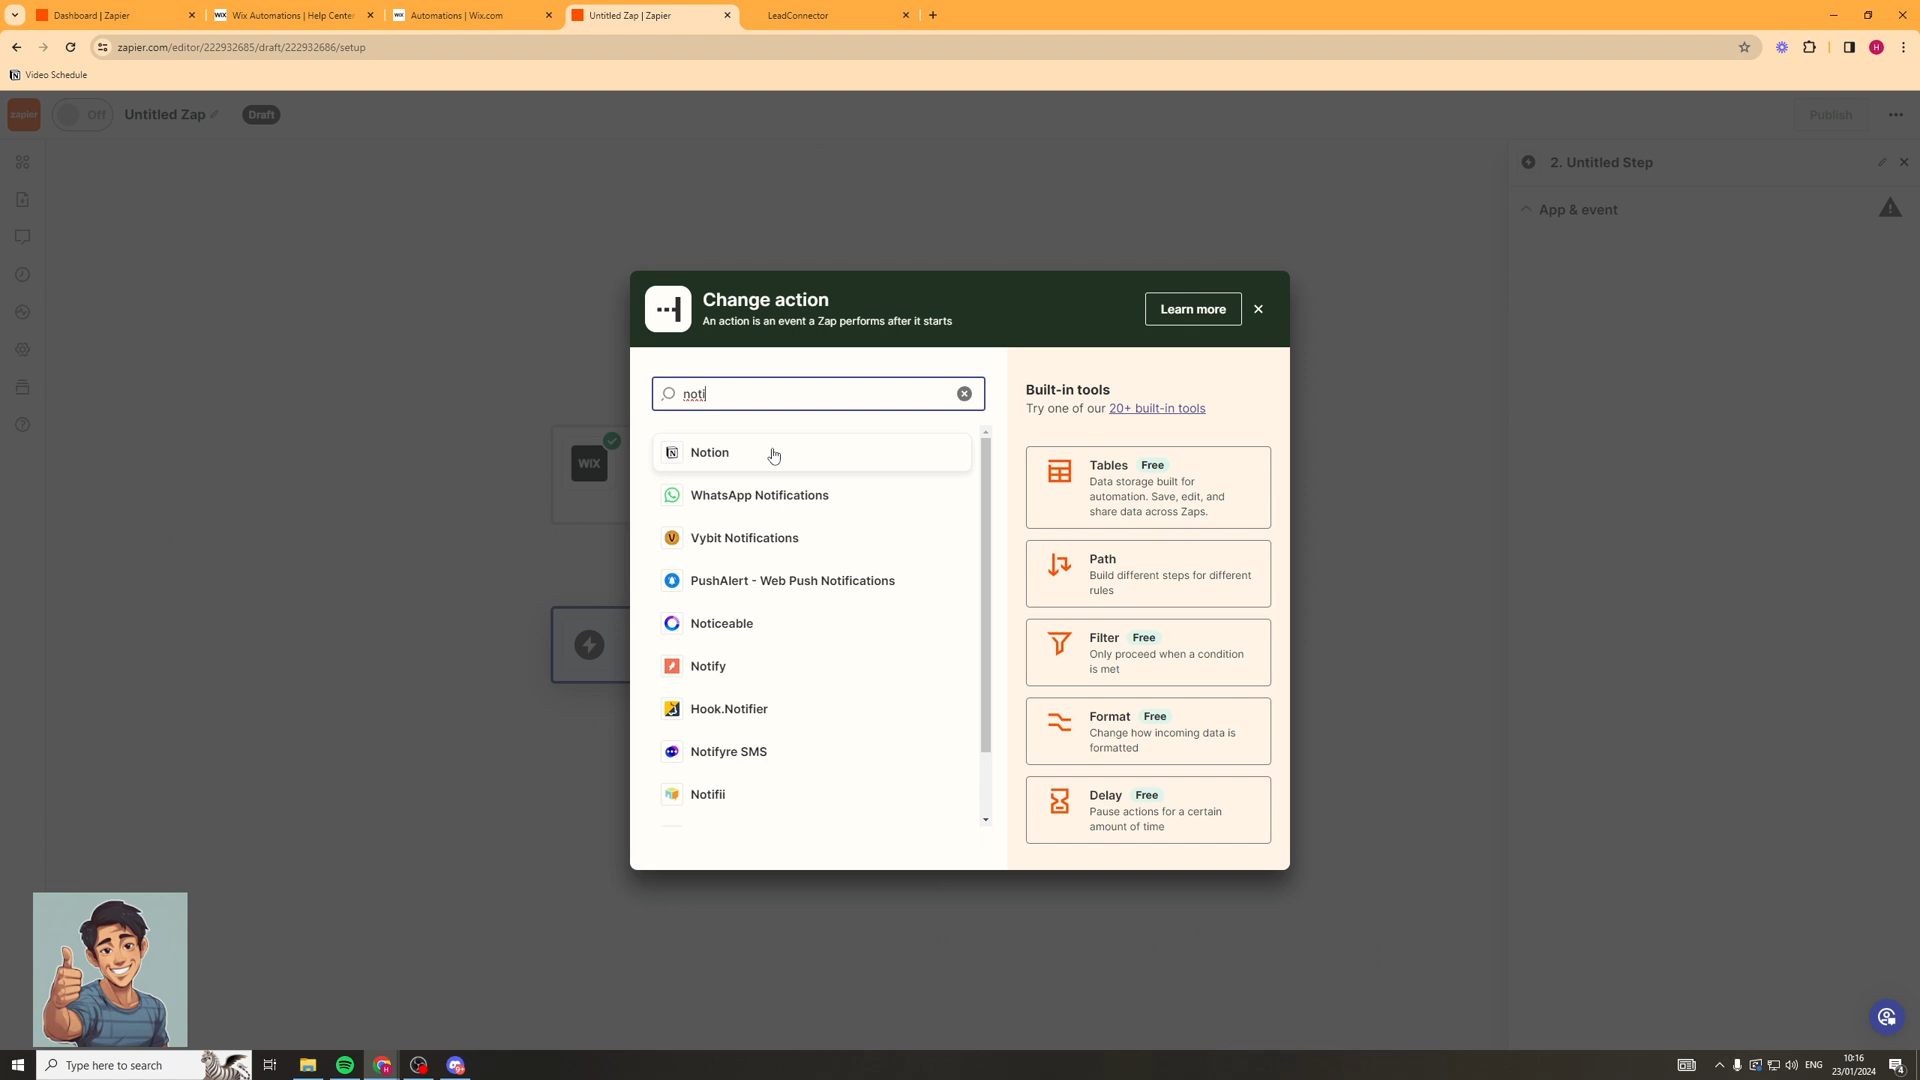 Dashboard | Zapier
Wix Automations | Help Center
Automations | Wix.com
Untitled Zap | Zapier
LeadConnector
zapier.com/editor/222932685/draft/222932686/setup
H
Video Schedule
zapier
Off
Untitled Zap
Draft
Publish
2. Untitled Step
App & event
Change action
An action is an event a Zap performs after it starts
Learn more
noti
Notion
WhatsApp Notifications
Vybit Notifications
PushAlert - Web Push Notifications
Noticeable
Notify
Hook.Notifier
Notifyre SMS
Notifii
Built-in tools
Try one of our 20+ built-in tools
Tables Free
Data storage built for
automation. Save, edit, and
share data across Zaps.
Path
Build different steps for different
rules
Filter Free
Only proceed when a condition
is met
Format Free
Change how incoming data is
formatted
Delay Free
Pause actions for a certain
amount of time
WIX
Type here to search
ENG
10:16
23/01/2024
4